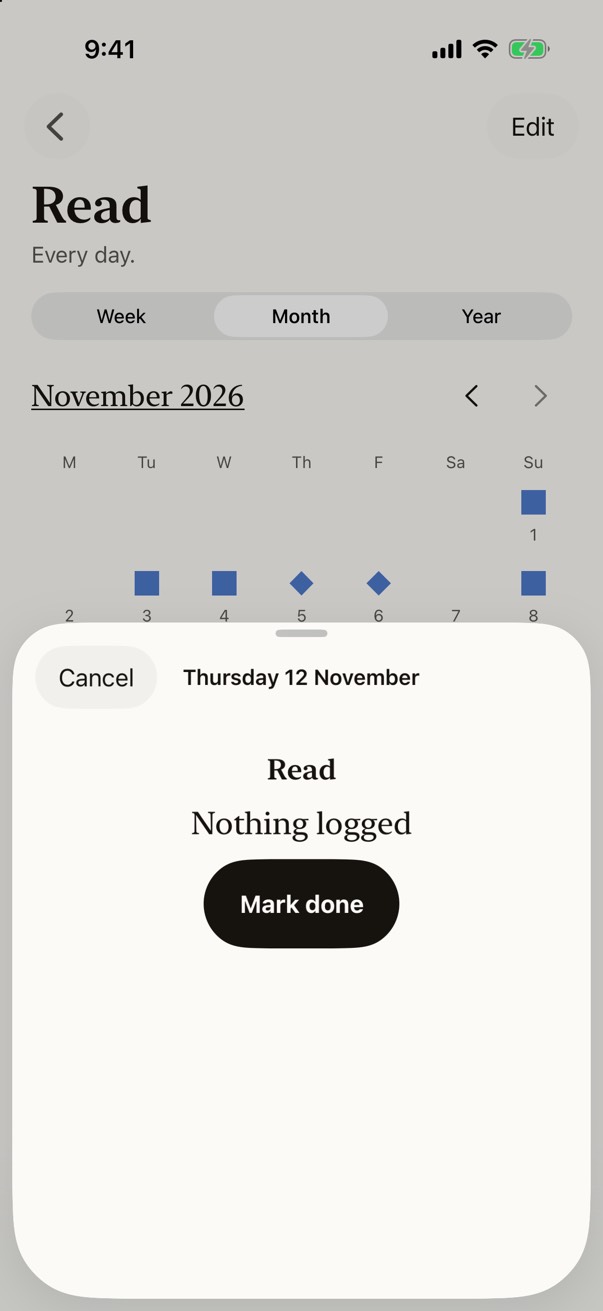 9:41
Edit
Read
Every day.
Week Month Year
November 2026
M Tu W Th F Sa Su
1
2 3 4 5 6 7 8
Cancel Thursday 12 November
Read
Nothing logged
Mark done